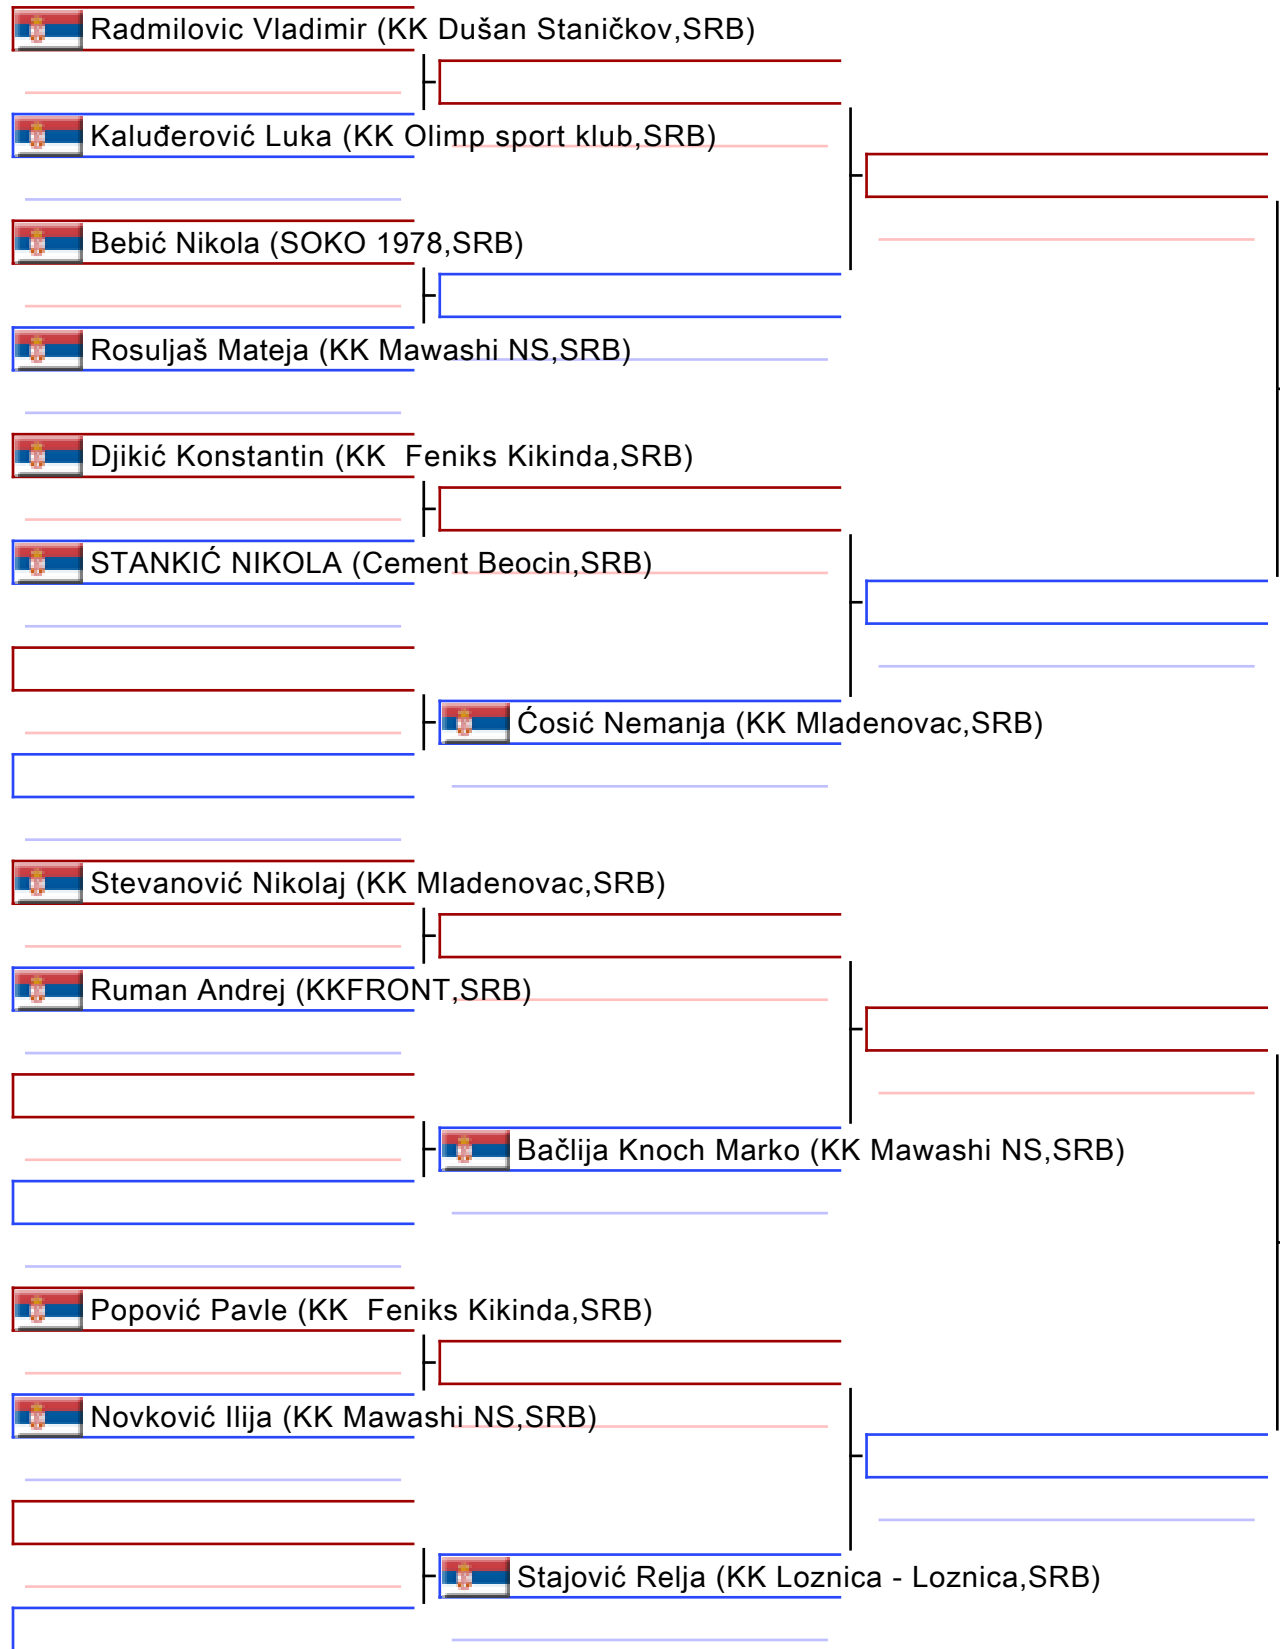 Radmilovic Vladimir (KK Dušan Staničkov,SRB)
Kaluđerović Luka (KK Olimp sport klub,SRB)
Bebić Nikola (SOKO 1978,SRB)
Rosuljaš Mateja (KK Mawashi NS,SRB)
Djikić Konstantin (KK  Feniks Kikinda,SRB)
STANKIĆ NIKOLA (Cement Beocin,SRB)
Ćosić Nemanja (KK Mladenovac,SRB)
Stevanović Nikolaj (KK Mladenovac,SRB)
Ruman Andrej (KKFRONT,SRB)
Bačlija Knoch Marko (KK Mawashi NS,SRB)
Popović Pavle (KK  Feniks Kikinda,SRB)
Novković Ilija (KK Mawashi NS,SRB)
Stajović Relja (KK Loznica - Loznica,SRB)